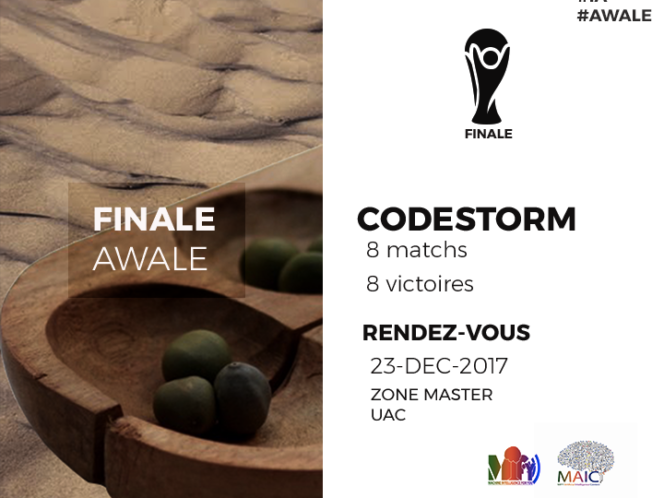 #AWALE
FINALE
FINALE
AWALE
CODESTORM
8 matchs
8 victoires
RENDEZ-VOUS
23-DEC-2017
ZONE MASTER
UAC
MAIC